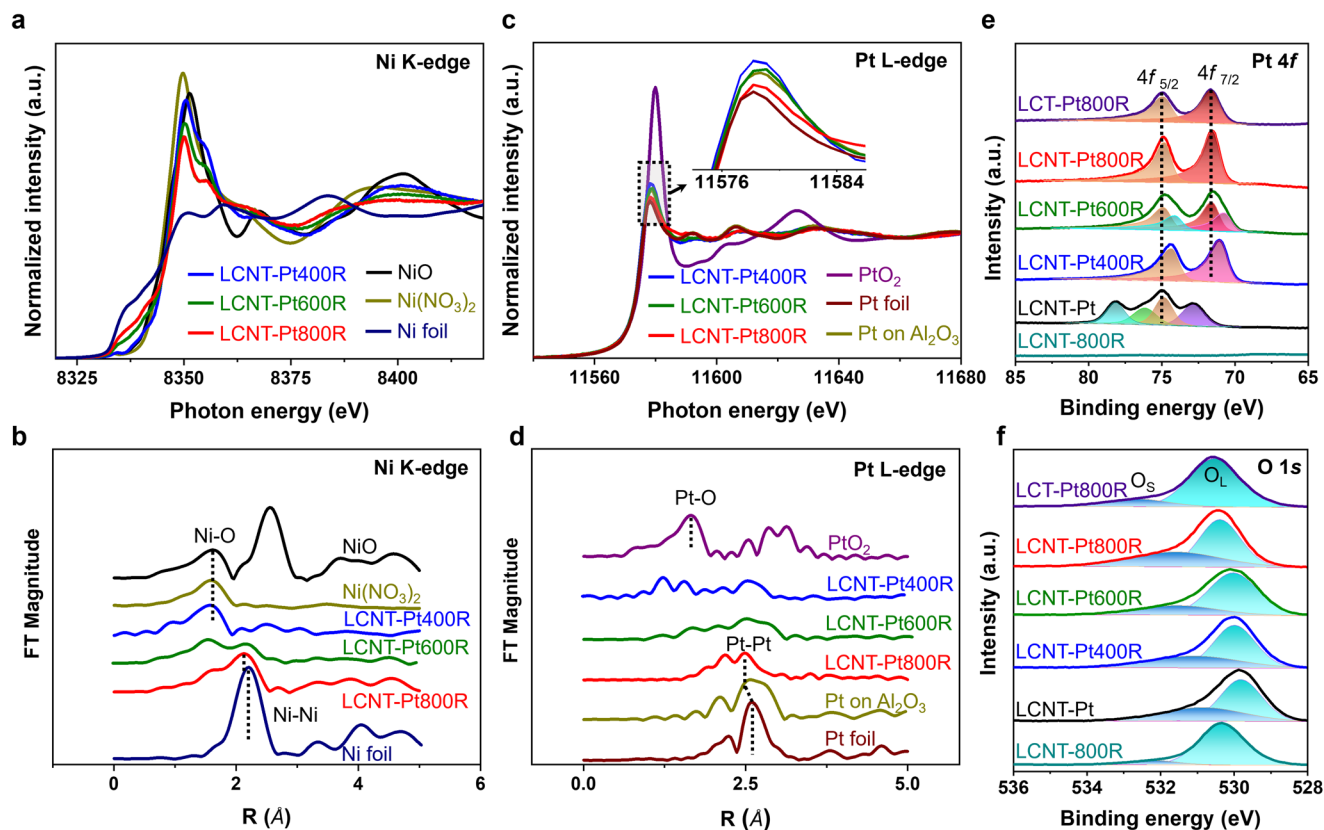 a
Ni K-edge
Normalized intensity (a.u.)
LCNT-Pt400R
LCNT-Pt600R
LCNT-Pt800R
NiO
Ni(NO₃)₂
Ni foil
8325
8350
8375
8400
Photon energy (eV)
c
Pt L-edge
Normalized intensity (a.u.)
11576
11584
LCNT-Pt400R
LCNT-Pt600R
LCNT-Pt800R
PtO₂
Pt foil
Pt on Al₂O₃
11560
11600
11640
11680
Photon energy (eV)
e
Pt 4f
4f 5/2
4f 7/2
Intensity (a.u.)
LCT-Pt800R
LCNT-Pt800R
LCNT-Pt600R
LCNT-Pt400R
LCNT-Pt
LCNT-800R
85
80
75
70
65
Binding energy (eV)
b
Ni K-edge
FT Magnitude
Ni-O
NiO
Ni(NO₃)₂
LCNT-Pt400R
LCNT-Pt600R
LCNT-Pt800R
Ni-Ni
Ni foil
0
2
4
6
R (Å)
d
Pt L-edge
FT Magnitude
Pt-O
PtO₂
LCNT-Pt400R
LCNT-Pt600R
Pt-Pt
LCNT-Pt800R
Pt on Al₂O₃
Pt foil
0.0
2.5
5.0
R (Å)
f
O 1s
O_S
O_L
Intensity (a.u.)
LCT-Pt800R
LCNT-Pt800R
LCNT-Pt600R
LCNT-Pt400R
LCNT-Pt
LCNT-800R
536
534
532
530
528
Binding energy (eV)